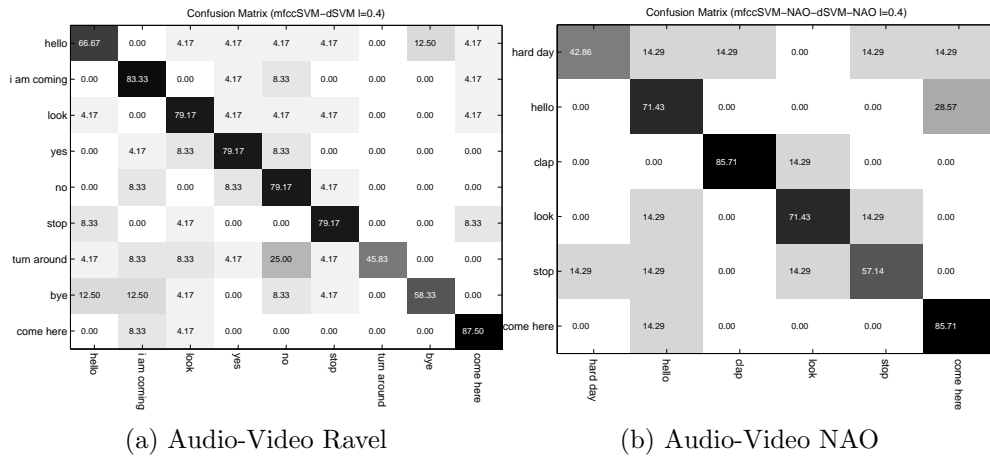 Confusion Matrix (mfccSVM−dSVM l=0.4)
hello 66.67 0.00 4.17 4.17 4.17 4.17 0.00 12.50 4.17
i am coming 0.00 83.33 0.00 4.17 8.33 0.00 0.00 0.00 4.17
look 4.17 0.00 79.17 4.17 4.17 4.17 0.00 0.00 4.17
yes 0.00 4.17 8.33 79.17 8.33 0.00 0.00 0.00 0.00
no 0.00 8.33 0.00 8.33 79.17 4.17 0.00 0.00 0.00
stop 8.33 0.00 4.17 0.00 0.00 79.17 0.00 0.00 8.33
turn around 4.17 8.33 8.33 4.17 25.00 4.17 45.83 0.00 0.00
bye 12.50 12.50 4.17 0.00 8.33 4.17 0.00 58.33 0.00
come here 0.00 8.33 4.17 0.00 0.00 0.00 0.00 0.00 87.50
hello i am coming look yes no stop turn around bye come here
(a) Audio-Video Ravel
Confusion Matrix (mfccSVM−NAO−dSVM−NAO l=0.4)
hard day 42.86 14.29 14.29 0.00 14.29 14.29
hello 0.00 71.43 0.00 0.00 0.00 28.57
clap 0.00 0.00 85.71 14.29 0.00 0.00
look 0.00 14.29 0.00 71.43 14.29 0.00
stop 14.29 14.29 0.00 14.29 57.14 0.00
come here 0.00 14.29 0.00 0.00 0.00 85.71
hard day hello clap look stop come here
(b) Audio-Video NAO